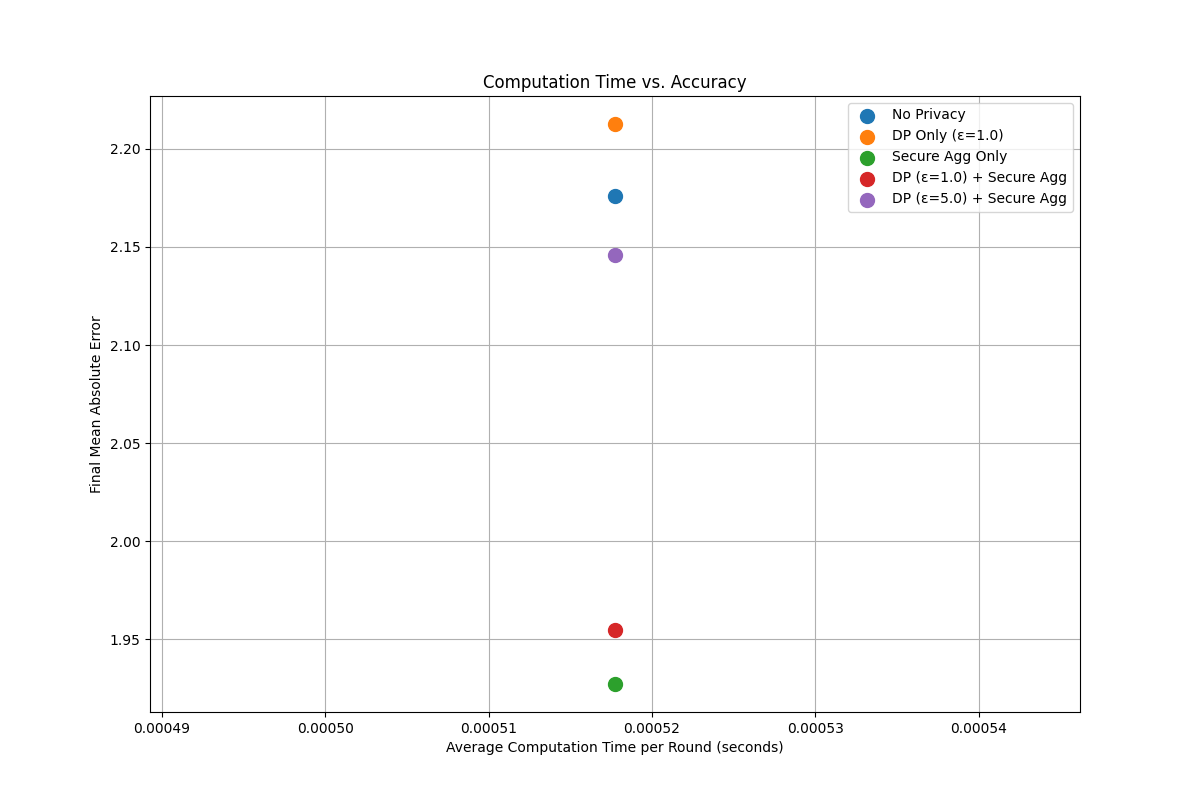 Computation Time vs. Accuracy
No Privacy
DP Only (ε=1.0)
Secure Agg Only
DP (ε=1.0) + Secure Agg
DP (ε=5.0) + Secure Agg
Final Mean Absolute Error
2.20
2.15
2.10
2.05
2.00
1.95
0.00049
0.00050
0.00051
0.00052
0.00053
0.00054
Average Computation Time per Round (seconds)